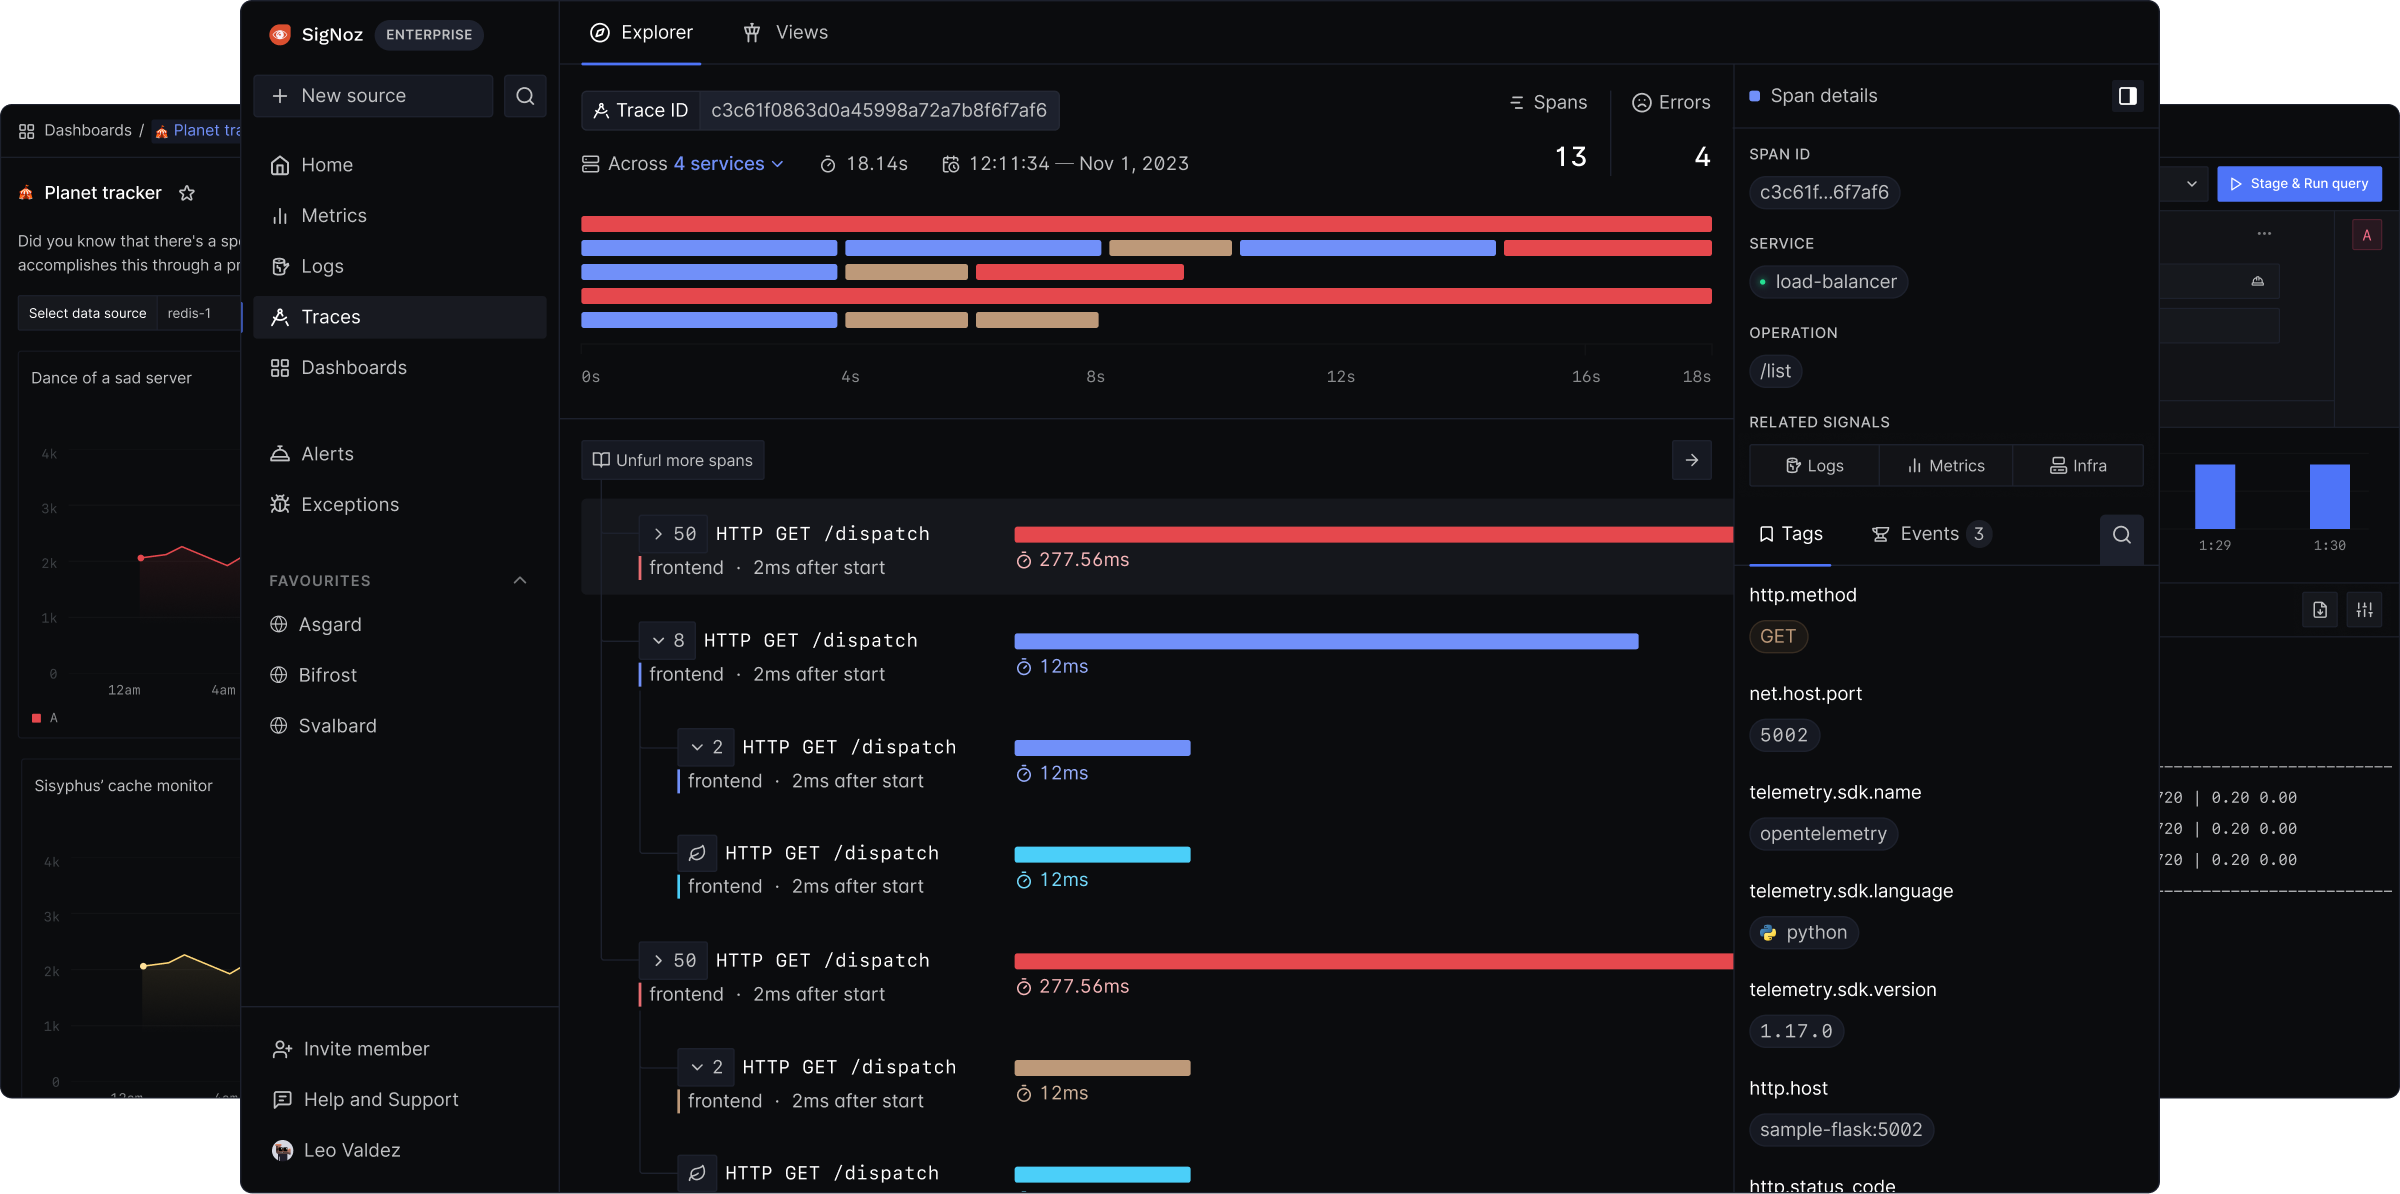 Dashboards /
Planet tra
Planet tracker
Did you know that there's a spe
accomplishes this through a pr
Select data source
redis-1
Dance of a sad server
4k
3k
2k
1k
0
12am
4am
A
Sisyphus' cache monitor
4k
3k
2k
1k
0
SigNoz
ENTERPRISE
New source
Home
Metrics
Logs
Traces
Dashboards
Alerts
Exceptions
FAVOURITES
Asgard
Bifrost
Svalbard
Invite member
Help and Support
Leo Valdez
Explorer
Views
Trace ID
c3c61f0863d0a45998a72a7b8f6f7af6
Spans
13
Errors
4
Across 4 services
18.14s
12:11:34 — Nov 1, 2023
0s
4s
8s
12s
16s
18s
Unfurl more spans
50 HTTP GET /dispatch
frontend · 2ms after start
277.56ms
8 HTTP GET /dispatch
frontend · 2ms after start
12ms
2 HTTP GET /dispatch
frontend · 2ms after start
12ms
HTTP GET /dispatch
frontend · 2ms after start
12ms
50 HTTP GET /dispatch
frontend · 2ms after start
277.56ms
2 HTTP GET /dispatch
frontend · 2ms after start
12ms
HTTP GET /dispatch
Span details
SPAN ID
c3c61f...6f7af6
SERVICE
load-balancer
OPERATION
/list
RELATED SIGNALS
Logs
Metrics
Infra
Tags
Events 3
http.method
GET
net.host.port
5002
telemetry.sdk.name
opentelemetry
telemetry.sdk.language
python
telemetry.sdk.version
1.17.0
http.host
sample-flask:5002
http.status_code
Stage & Run query
A
1:29
1:30
720 | 0.20 0.00
720 | 0.20 0.00
720 | 0.20 0.00